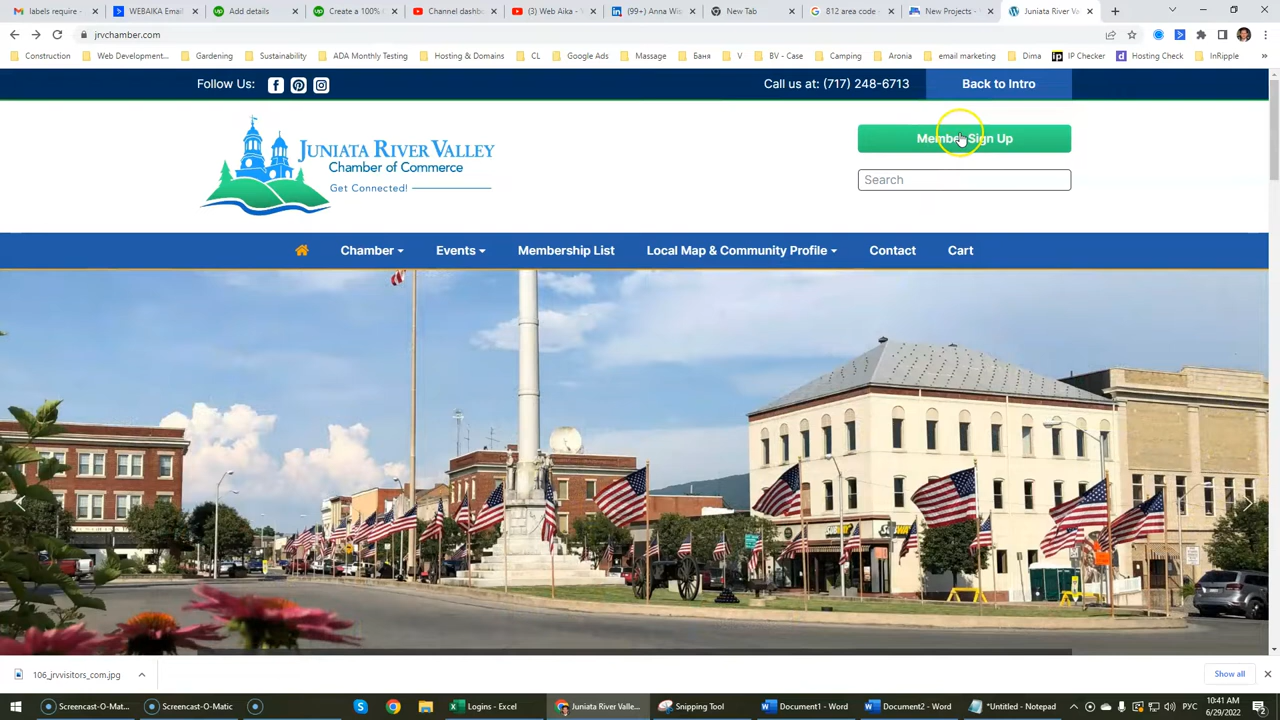 labels require -
WEBAIKA Email
Add details
Create a 100%
Channel dashb
(3) Web Aika - Y
(99+) Anna Wis
New Tab
812 area code
New Projects -
Juniata River Va
jrvchamber.com
Construction
Web Development...
Gardening
Sustainability
ADA Monthly Testing
Hosting & Domains
CL
Google Ads
Massage
Баня
V
BV - Case
Camping
Aronia
email marketing
Dima
IP Checker
Hosting Check
InRipple
Follow Us:
Call us at: (717) 248-6713
Back to Intro
Juniata River Valley
Chamber of Commerce
Get Connected!
Member Sign Up
Search
Chamber
Events
Membership List
Local Map & Community Profile
Contact
Cart
SUBWAY
106_jrvvisitors_com.jpg
Show all
Screencast-O-Mat...
Screencast-O-Matic
Logins - Excel
Juniata River Valle...
Snipping Tool
Document1 - Word
Document2 - Word
*Untitled - Notepad
РУС
10:41 AM
6/29/2022